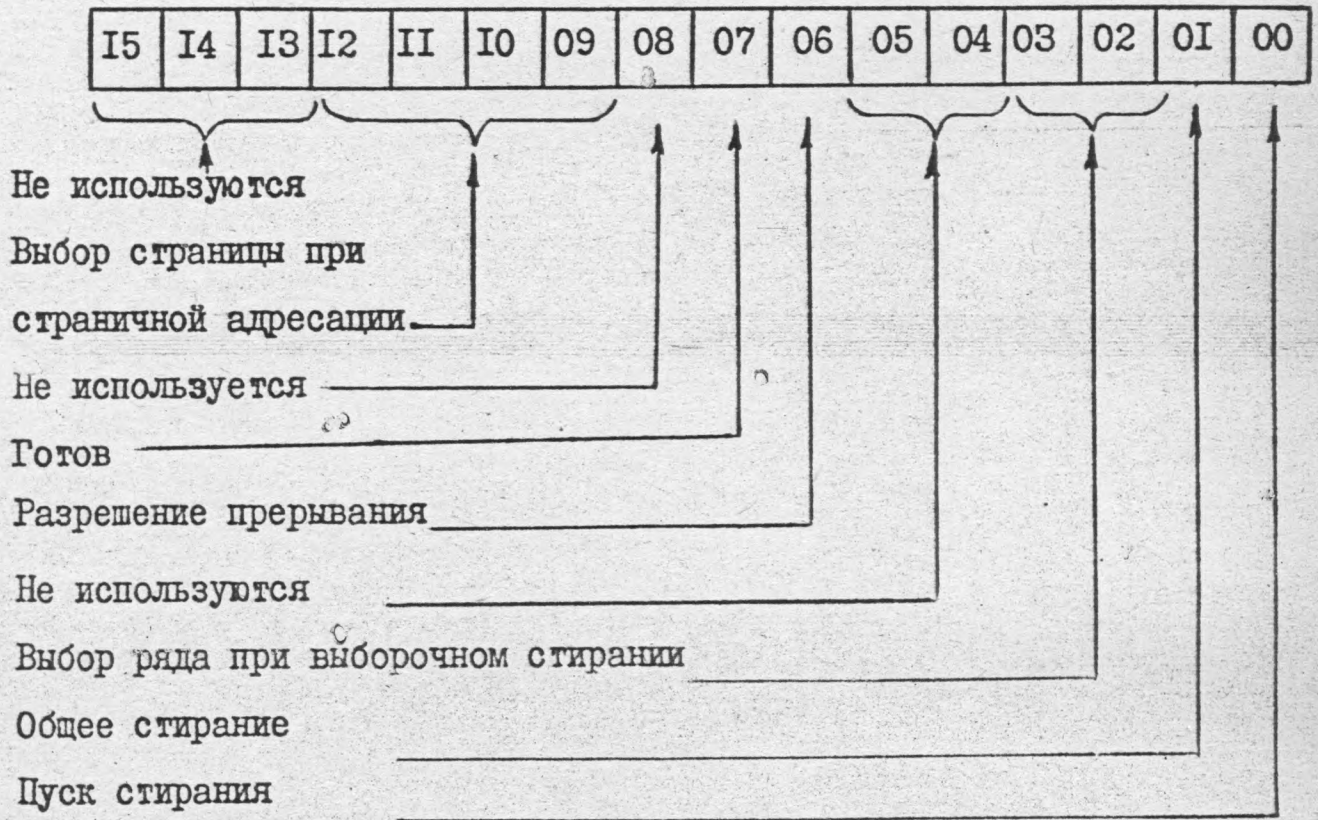 I5 I4 I3 I2 II I0 09 08 07 06 05 04 03 02 0I 00
Не используются
Выбор страницы при
страничной адресации
Не используется
Готов
Разрешение прерывания
Не используются
Выбор ряда при выборочном стирании
Общее стирание
Пуск стирания